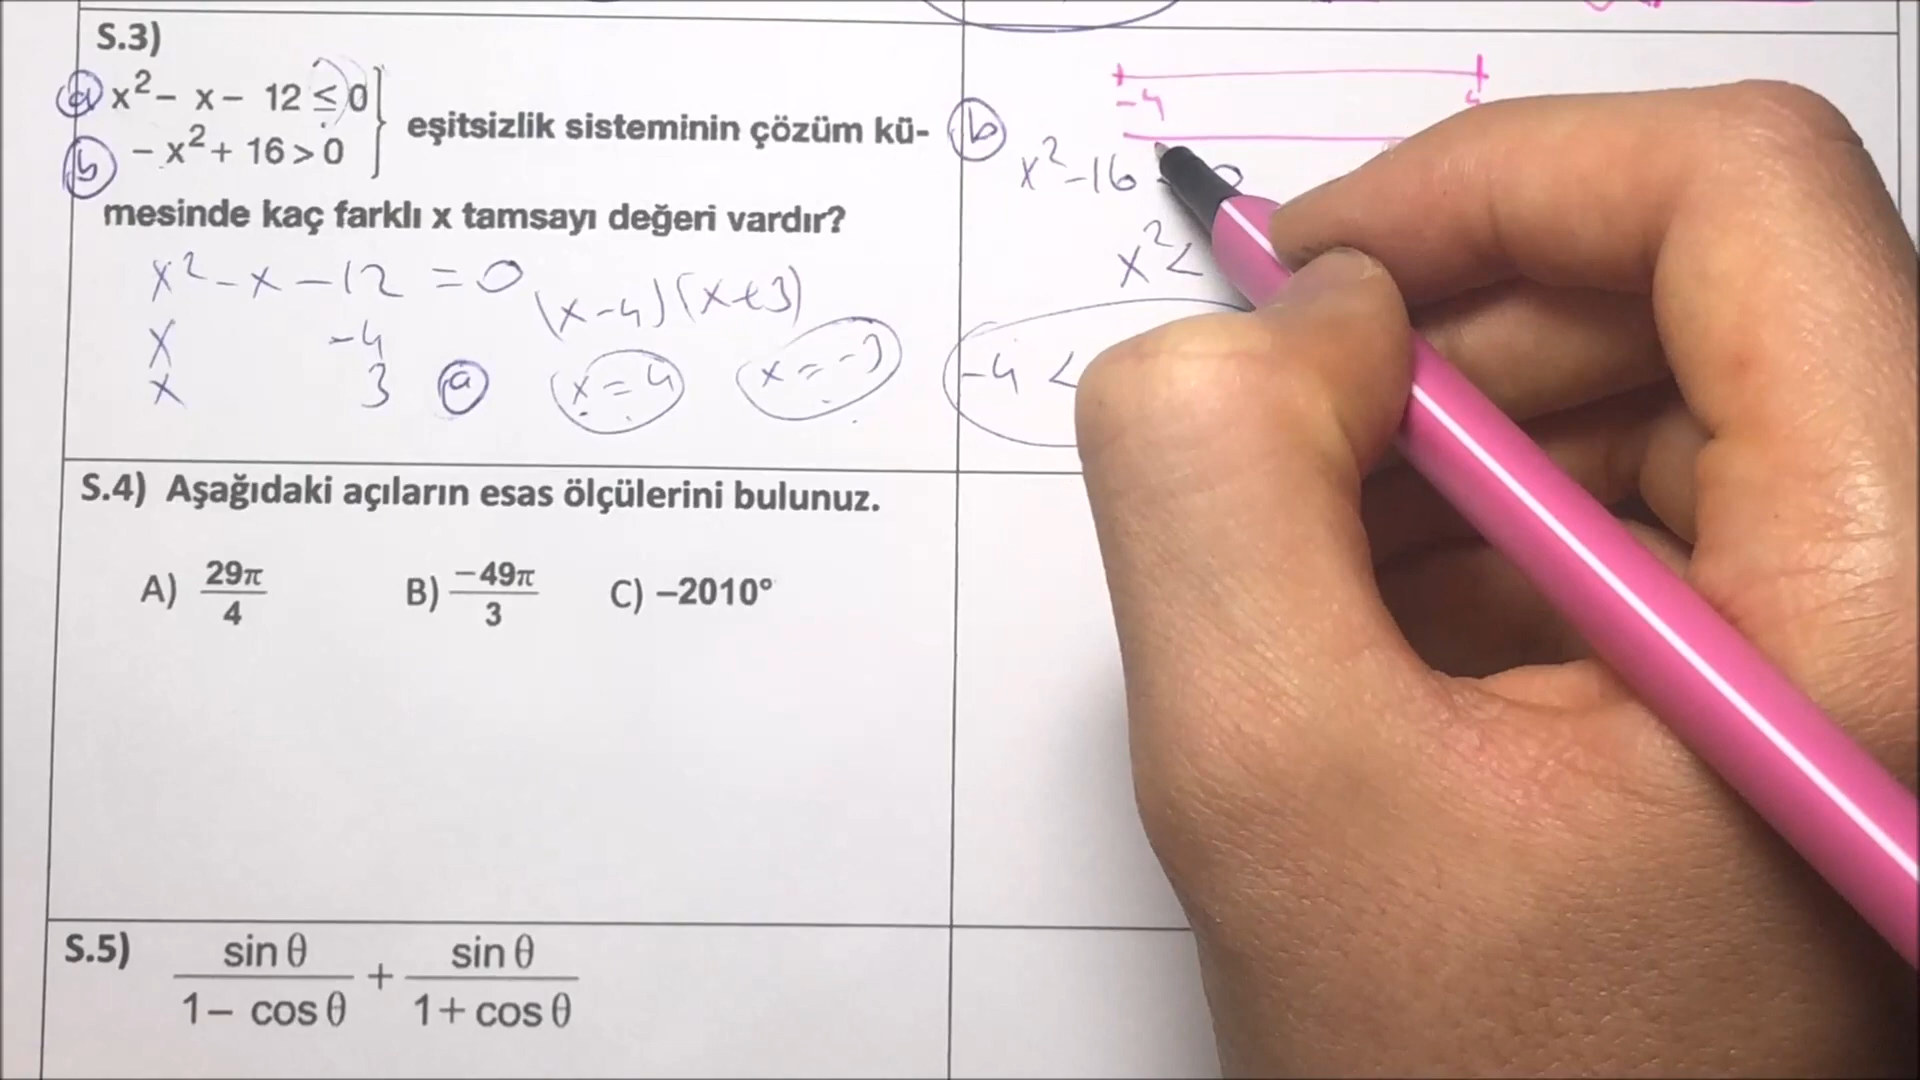 S.3)
a x² - x - 12 ≤ 0
b - x² + 16 > 0
eşitsizlik sisteminin çözüm kü-
mesinde kaç farklı x tamsayı değeri vardır?
x² - x - 12 = 0
x -4
x 3
(x-4)(x+3)
a x = 4 x = -3
-4 4
b
x² - 16 0
x² <
-4 <
S.4) Aşağıdaki açıların esas ölçülerini bulunuz.
A) 29π/4 B) -49π/3 C) -2010°
S.5) sin θ/1- cos θ + sin θ/1+ cos θ